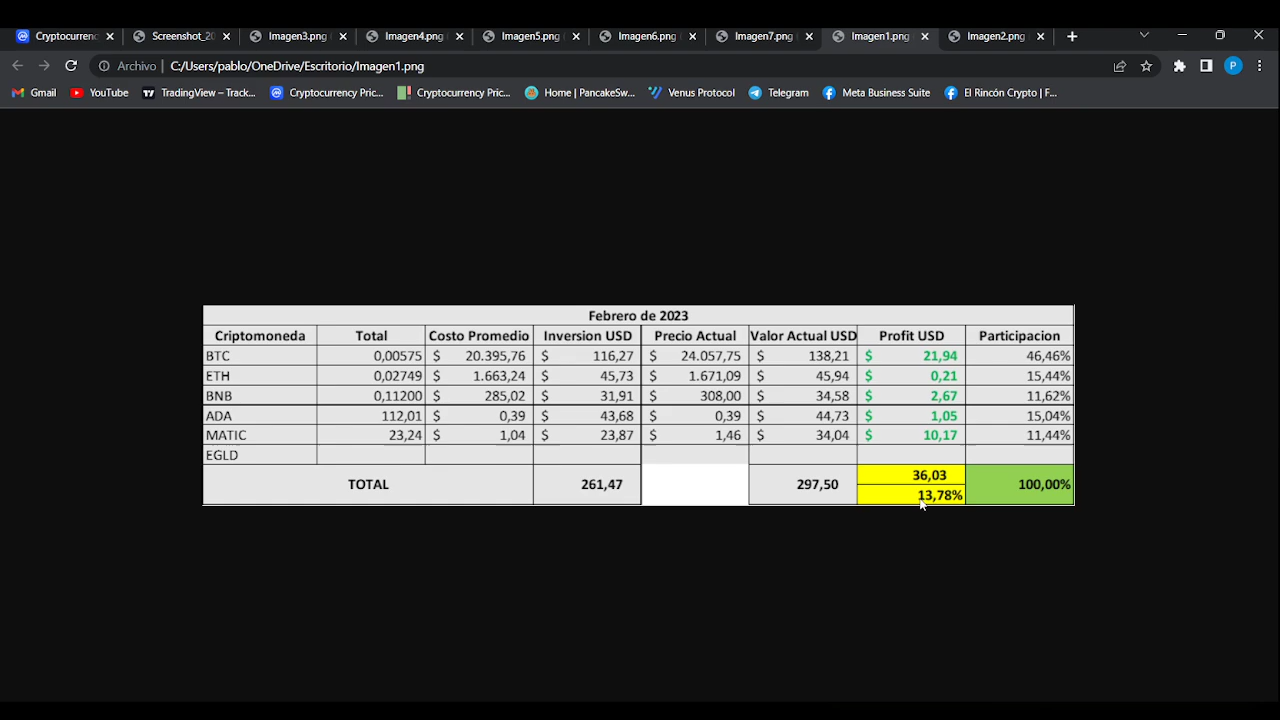 Cryptocurrenc Screenshot_20 Imagen3.png ( Imagen4.png ( Imagen5.png ( Imagen6.png ( Imagen7.png ( Imagen1.png ( Imagen2.png (
Archivo | C:/Users/pablo/OneDrive/Escritorio/Imagen1.png P
Gmail YouTube TradingView – Track... Cryptocurrency Pric... Cryptocurrency Pric... Home | PancakeSw... Venus Protocol Telegram Meta Business Suite El Rincón Crypto | F...
Febrero de 2023
Criptomoneda Total Costo Promedio Inversion USD Precio Actual Valor Actual USD Profit USD Participacion
BTC 0,00575 $ 20.395,76 $ 116,27 $ 24.057,75 $ 138,21 $ 21,94 46,46%
ETH 0,02749 $ 1.663,24 $ 45,73 $ 1.671,09 $ 45,94 $ 0,21 15,44%
BNB 0,11200 $ 285,02 $ 31,91 $ 308,00 $ 34,58 $ 2,67 11,62%
ADA 112,01 $ 0,39 $ 43,68 $ 0,39 $ 44,73 $ 1,05 15,04%
MATIC 23,24 $ 1,04 $ 23,87 $ 1,46 $ 34,04 $ 10,17 11,44%
EGLD
TOTAL 261,47 297,50 36,03 100,00%
13,78%